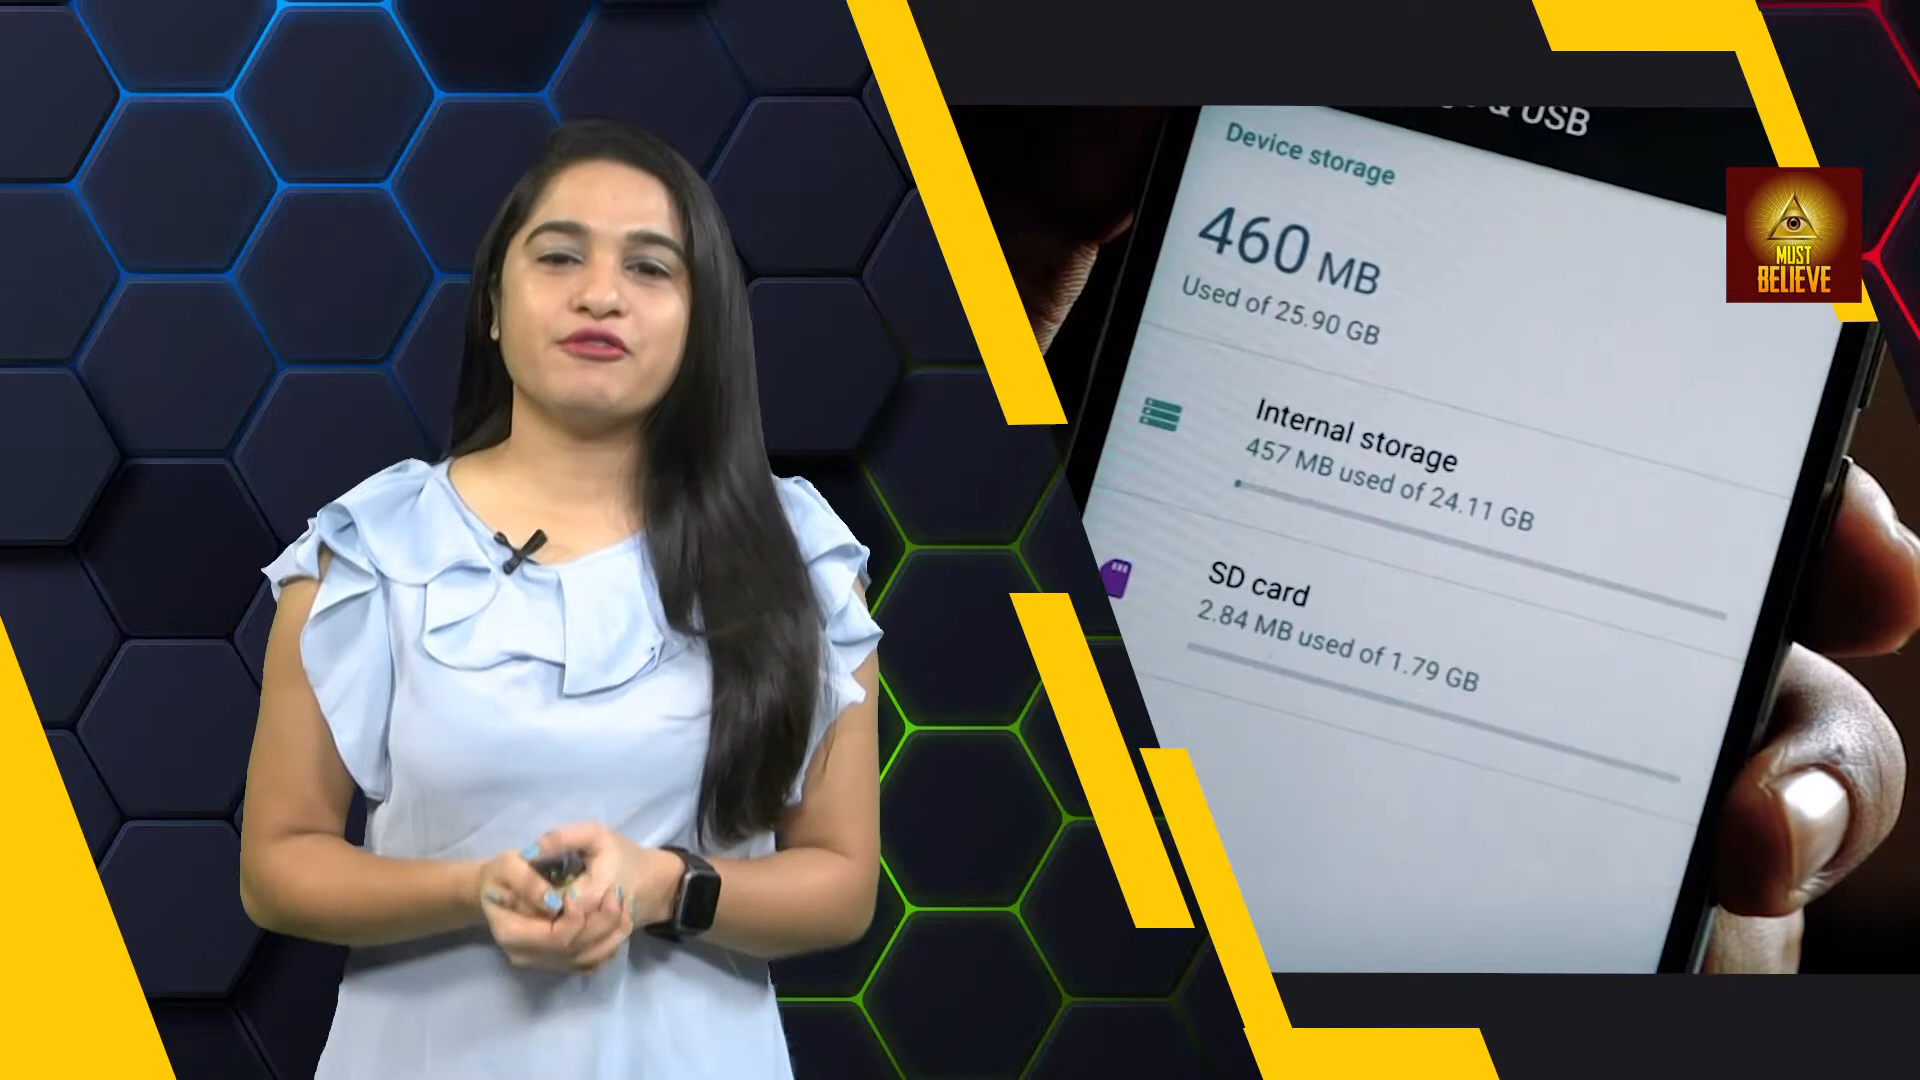 & USB
Device storage
460 MB
Used of 25.90 GB
Internal storage
457 MB used of 24.11 GB
SD card
2.84 MB used of 1.79 GB
MUST
BELIEVE